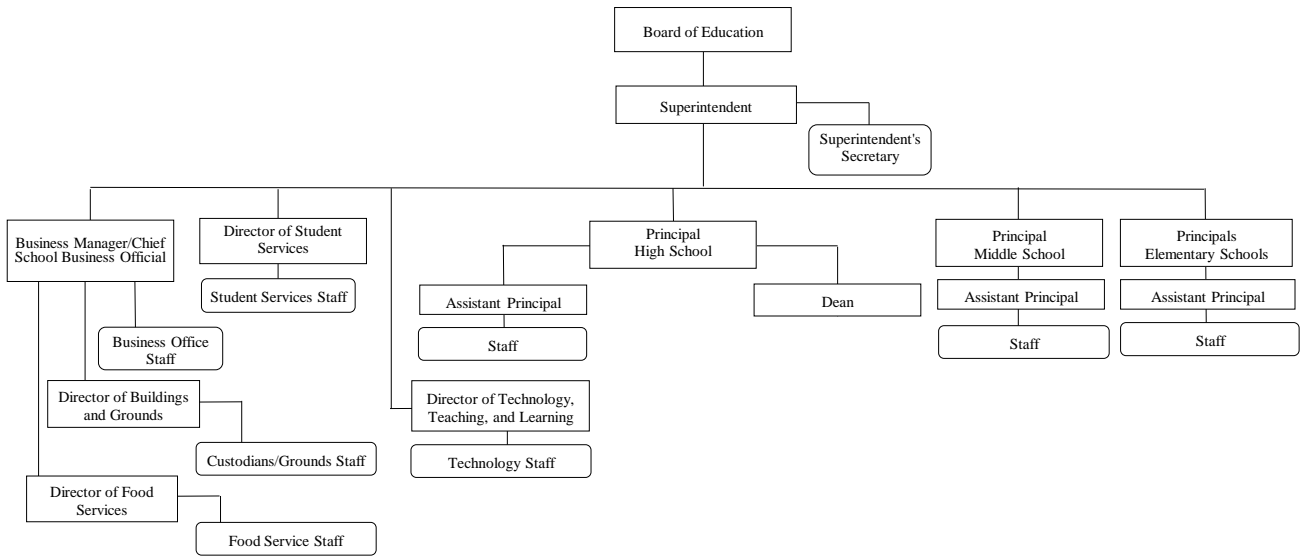 Board of Education
Superintendent
Superintendent's
Secretary
Business Manager/Chief
School Business Official
Director of Student
Services
Principal
High School
Principal
Middle School
Principals
Elementary Schools
Student Services Staff
Assistant Principal
Dean
Assistant Principal
Assistant Principal
Business Office
Staff
Staff
Staff
Staff
Director of Buildings
and Grounds
Director of Technology,
Teaching, and Learning
Custodians/Grounds Staff
Technology Staff
Director of Food
Services
Food Service Staff